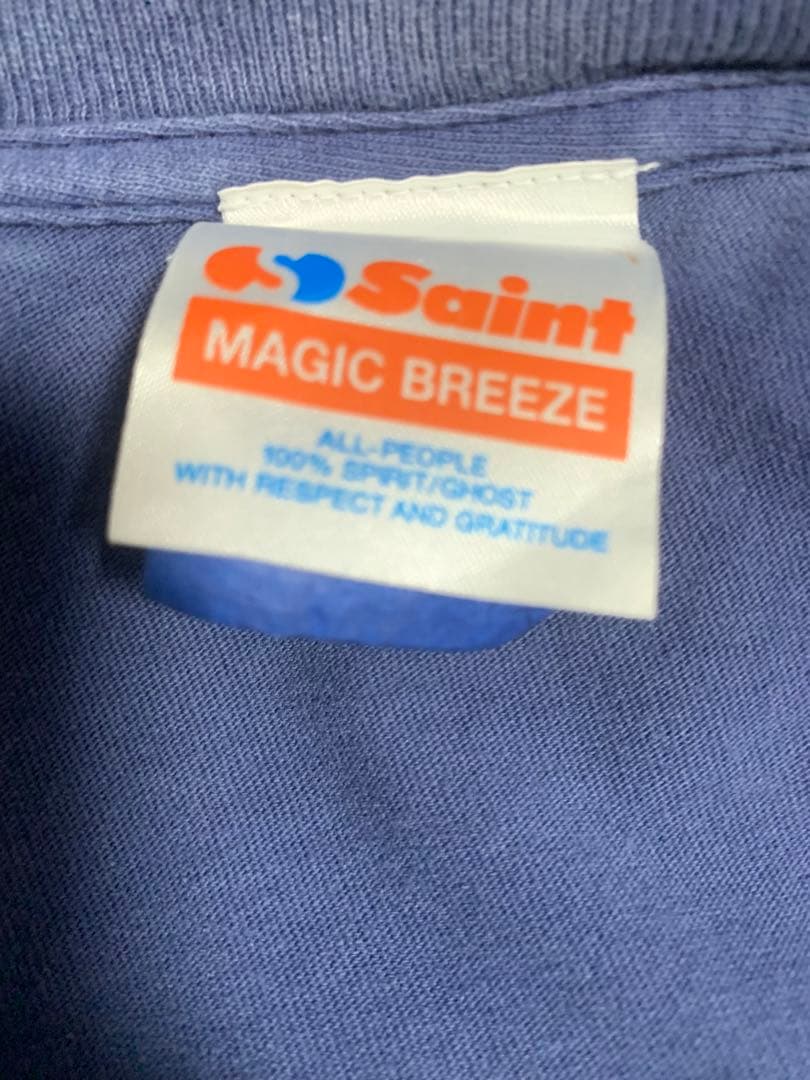 Saint
MAGIC BREEZE
ALL-PEOPLE
100% SPIRIT/GHOST
WITH RESPECT AND GRATITUDE